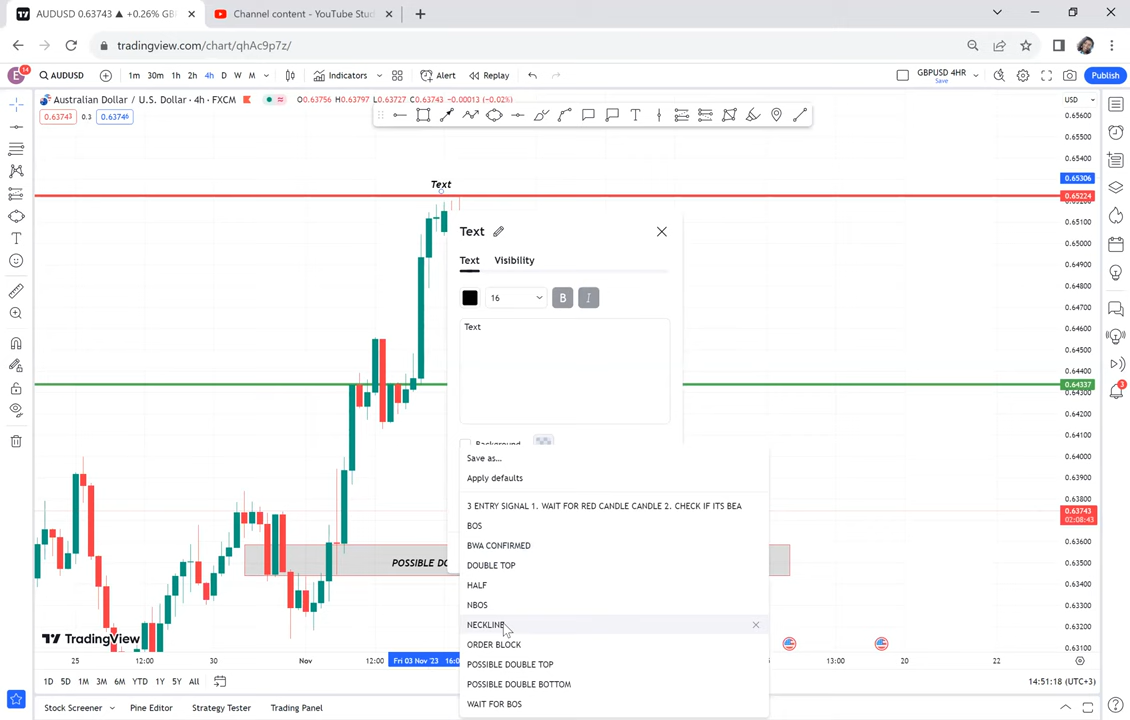 AUDUSD 0.63743 ▲ +0.26% GB
Channel content - YouTube Stud
tradingview.com/chart/qhAc9p7z/
E 14 AUDUSD 1m 30m 1h 2h 4h D W M Indicators Alert Replay GBPUSD 4HR Save Publish
Australian Dollar / U.S. Dollar · 4h · FXCM O0.63756 H0.63797 L0.63727 C0.63743 −0.00013 (−0.02%) USD
0.63743 0.3 0.63746
0.65600
0.65500
0.65400
0.65306
0.65224
0.65100
0.65000
0.64900
0.64800
0.64700
0.64600
0.64500
0.64400
0.64337
0.64200
0.64100
0.64000
0.63900
0.63800
0.63743
02:08:43
0.63600
0.63500
0.63400
0.63300
0.63200
0.63100
Text
Text
Text Visibility
16 B I
Text
Background
Save as...
Apply defaults
3 ENTRY SIGNAL 1. WAIT FOR RED CANDLE CANDLE 2. CHECK IF ITS BEA
BOS
BWA CONFIRMED
DOUBLE TOP
HALF
NBOS
NECKLINE
ORDER BLOCK
POSSIBLE DOUBLE TOP
POSSIBLE DOUBLE BOTTOM
WAIT FOR BOS
POSSIBLE DO
TradingView
25 12:00 30 Nov 12:00 Fri 03 Nov '23 16:0 13:00 20 22
1D 5D 1M 3M 6M YTD 1Y 5Y All 14:51:18 (UTC+3)
Stock Screener Pine Editor Strategy Tester Trading Panel
3